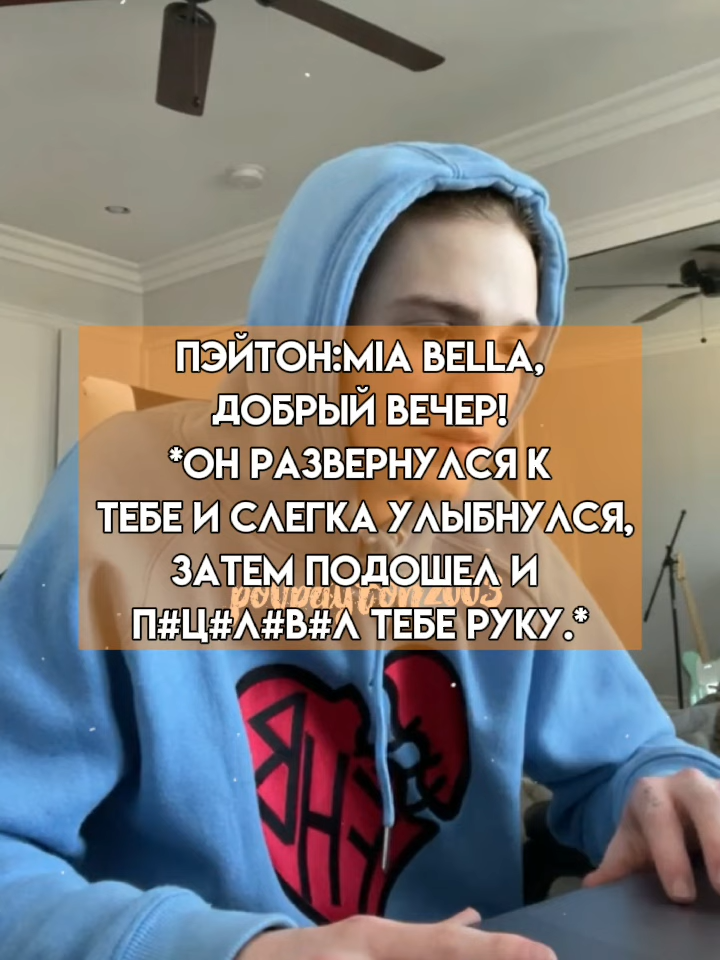 ПЭЙТОН:MIA BELLA,
ДОБРЫЙ ВЕЧЕР!
*ОН РАЗВЕРНУЛСЯ К
ТЕБЕ И СЛЕГКА УЛЫБНУЛСЯ,
ЗАТЕМ ПОДОШЕЛ И
П#Ц#Л#В#Л ТЕБЕ РУКУ.*